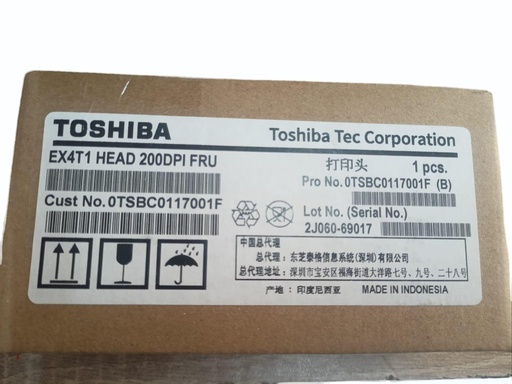 TOSHIBA Toshiba Tec Corporation
EX4T1 HEAD 200DPI FRU 打印头 1 pcs.
Pro No.0TSBC0117001F (B)
Cust No.0TSBC0117001F
Lot No. (Serial No.)
2J060-69017
中国总代理
总代理：东芝泰格信息系统(深圳)有限公司
地址：深圳市宝安区福海街道大洋路七号、九号、二十八号
产地：印度尼西亚 MADE IN INDONESIA